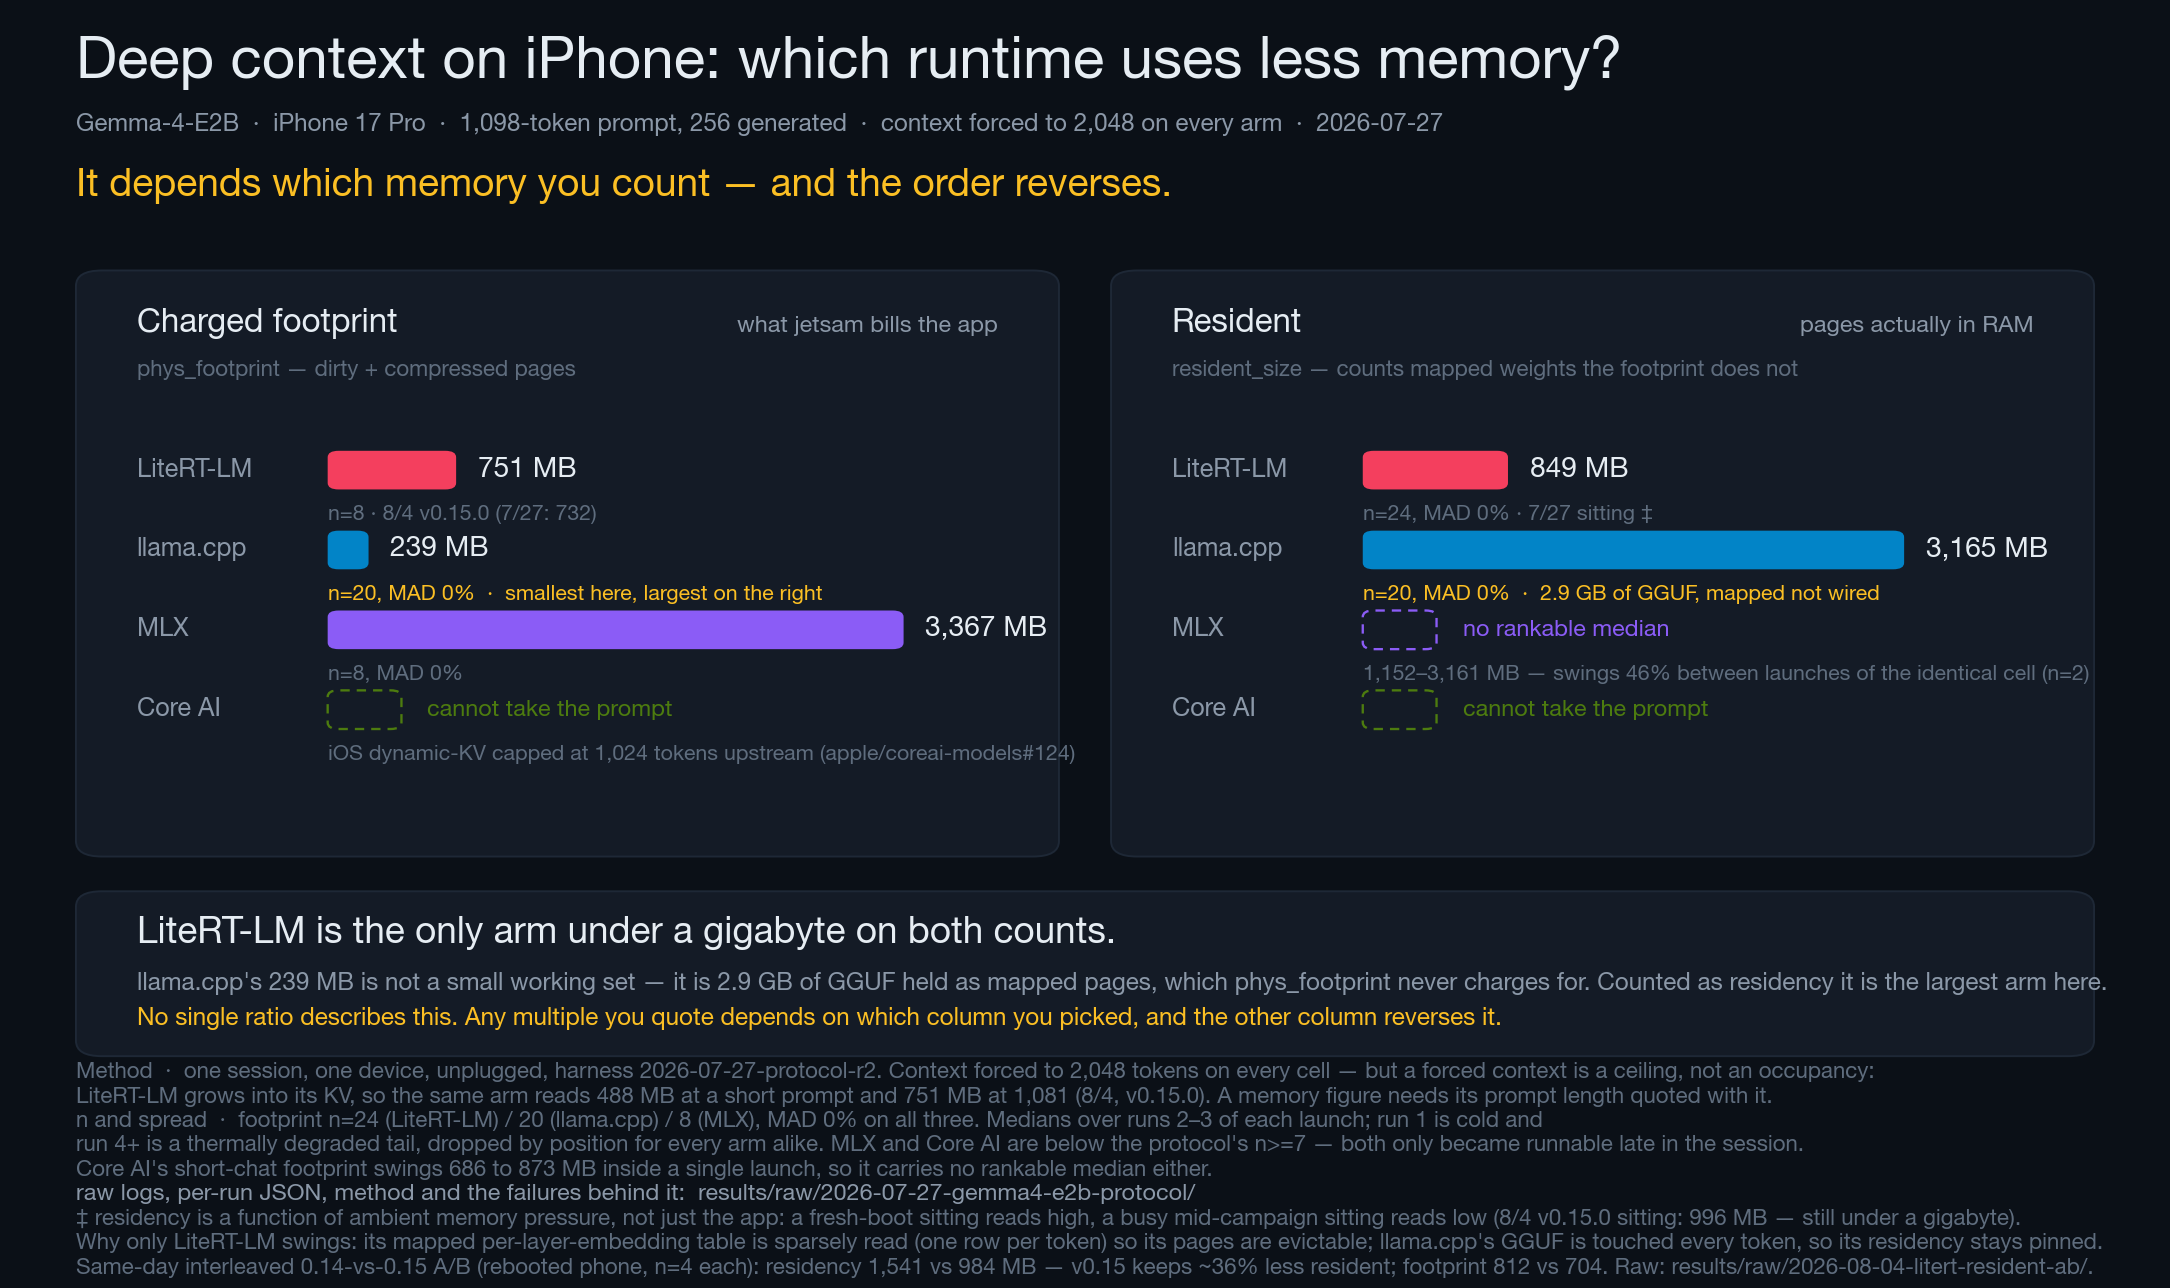 Deep context on iPhone: which runtime uses less memory?
Gemma-4-E2B · iPhone 17 Pro · 1,098-token prompt, 256 generated · context forced to 2,048 on every arm · 2026-07-27
It depends which memory you count — and the order reverses.
Charged footprint
what jetsam bills the app
phys_footprint — dirty + compressed pages
LiteRT-LM
751 MB
n=8 · 8/4 v0.15.0 (7/27: 732)
llama.cpp
239 MB
n=20, MAD 0% · smallest here, largest on the right
MLX
3,367 MB
n=8, MAD 0%
Core AI
cannot take the prompt
iOS dynamic-KV capped at 1,024 tokens upstream (apple/coreai-models#124)
Resident
pages actually in RAM
resident_size — counts mapped weights the footprint does not
LiteRT-LM
849 MB
n=24, MAD 0% · 7/27 sitting ‡
llama.cpp
3,165 MB
n=20, MAD 0% · 2.9 GB of GGUF, mapped not wired
MLX
no rankable median
1,152–3,161 MB — swings 46% between launches of the identical cell (n=2)
Core AI
cannot take the prompt
LiteRT-LM is the only arm under a gigabyte on both counts.
llama.cpp's 239 MB is not a small working set — it is 2.9 GB of GGUF held as mapped pages, which phys_footprint never charges for. Counted as residency it is the largest arm here.
No single ratio describes this. Any multiple you quote depends on which column you picked, and the other column reverses it.
Method · one session, one device, unplugged, harness 2026-07-27-protocol-r2. Context forced to 2,048 tokens on every cell — but a forced context is a ceiling, not an occupancy:
LiteRT-LM grows into its KV, so the same arm reads 488 MB at a short prompt and 751 MB at 1,081 (8/4, v0.15.0). A memory figure needs its prompt length quoted with it.
n and spread · footprint n=24 (LiteRT-LM) / 20 (llama.cpp) / 8 (MLX), MAD 0% on all three. Medians over runs 2–3 of each launch; run 1 is cold and
run 4+ is a thermally degraded tail, dropped by position for every arm alike. MLX and Core AI are below the protocol's n>=7 — both only became runnable late in the session.
Core AI's short-chat footprint swings 686 to 873 MB inside a single launch, so it carries no rankable median either.
raw logs, per-run JSON, method and the failures behind it: results/raw/2026-07-27-gemma4-e2b-protocol/
‡ residency is a function of ambient memory pressure, not just the app: a fresh-boot sitting reads high, a busy mid-campaign sitting reads low (8/4 v0.15.0 sitting: 996 MB — still under a gigabyte).
Why only LiteRT-LM swings: its mapped per-layer-embedding table is sparsely read (one row per token) so its pages are evictable; llama.cpp's GGUF is touched every token, so its residency stays pinned.
Same-day interleaved 0.14-vs-0.15 A/B (rebooted phone, n=4 each): residency 1,541 vs 984 MB — v0.15 keeps ~36% less resident; footprint 812 vs 704. Raw: results/raw/2026-08-04-litert-resident-ab/.